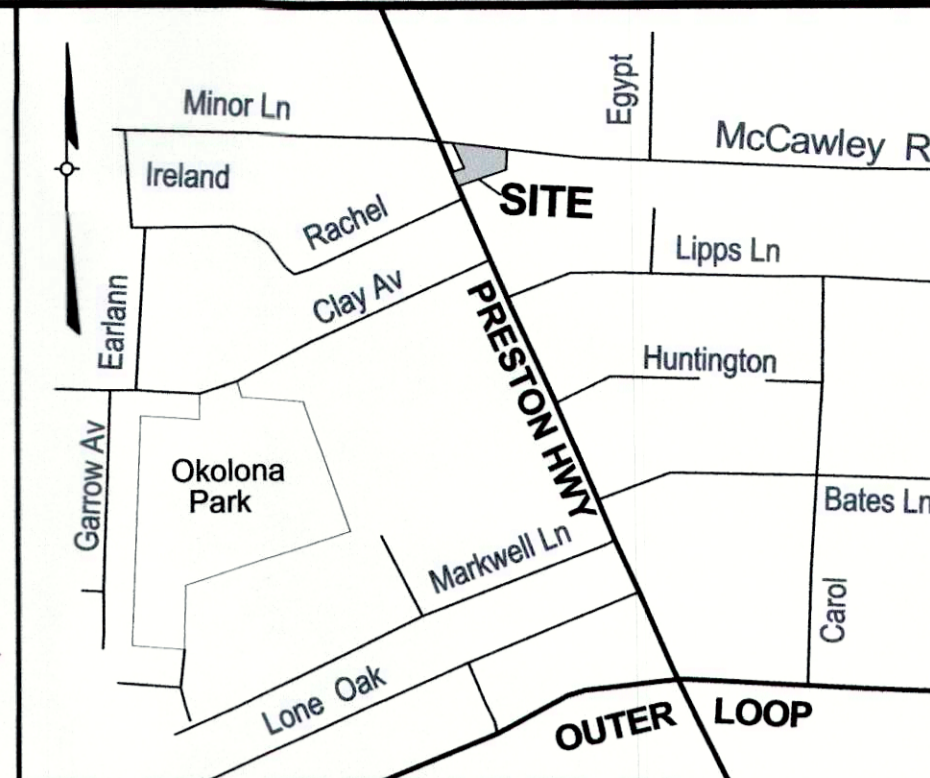 Minor Ln
Egypt
McCawley R
Ireland
SITE
Rachel
Lipps Ln
Clay Av
Earlann
PRESTON HWY
Huntington
Garrow Av
Okolona
Park
Bates Ln
Markwell Ln
Carol
Lone Oak
OUTER LOOP